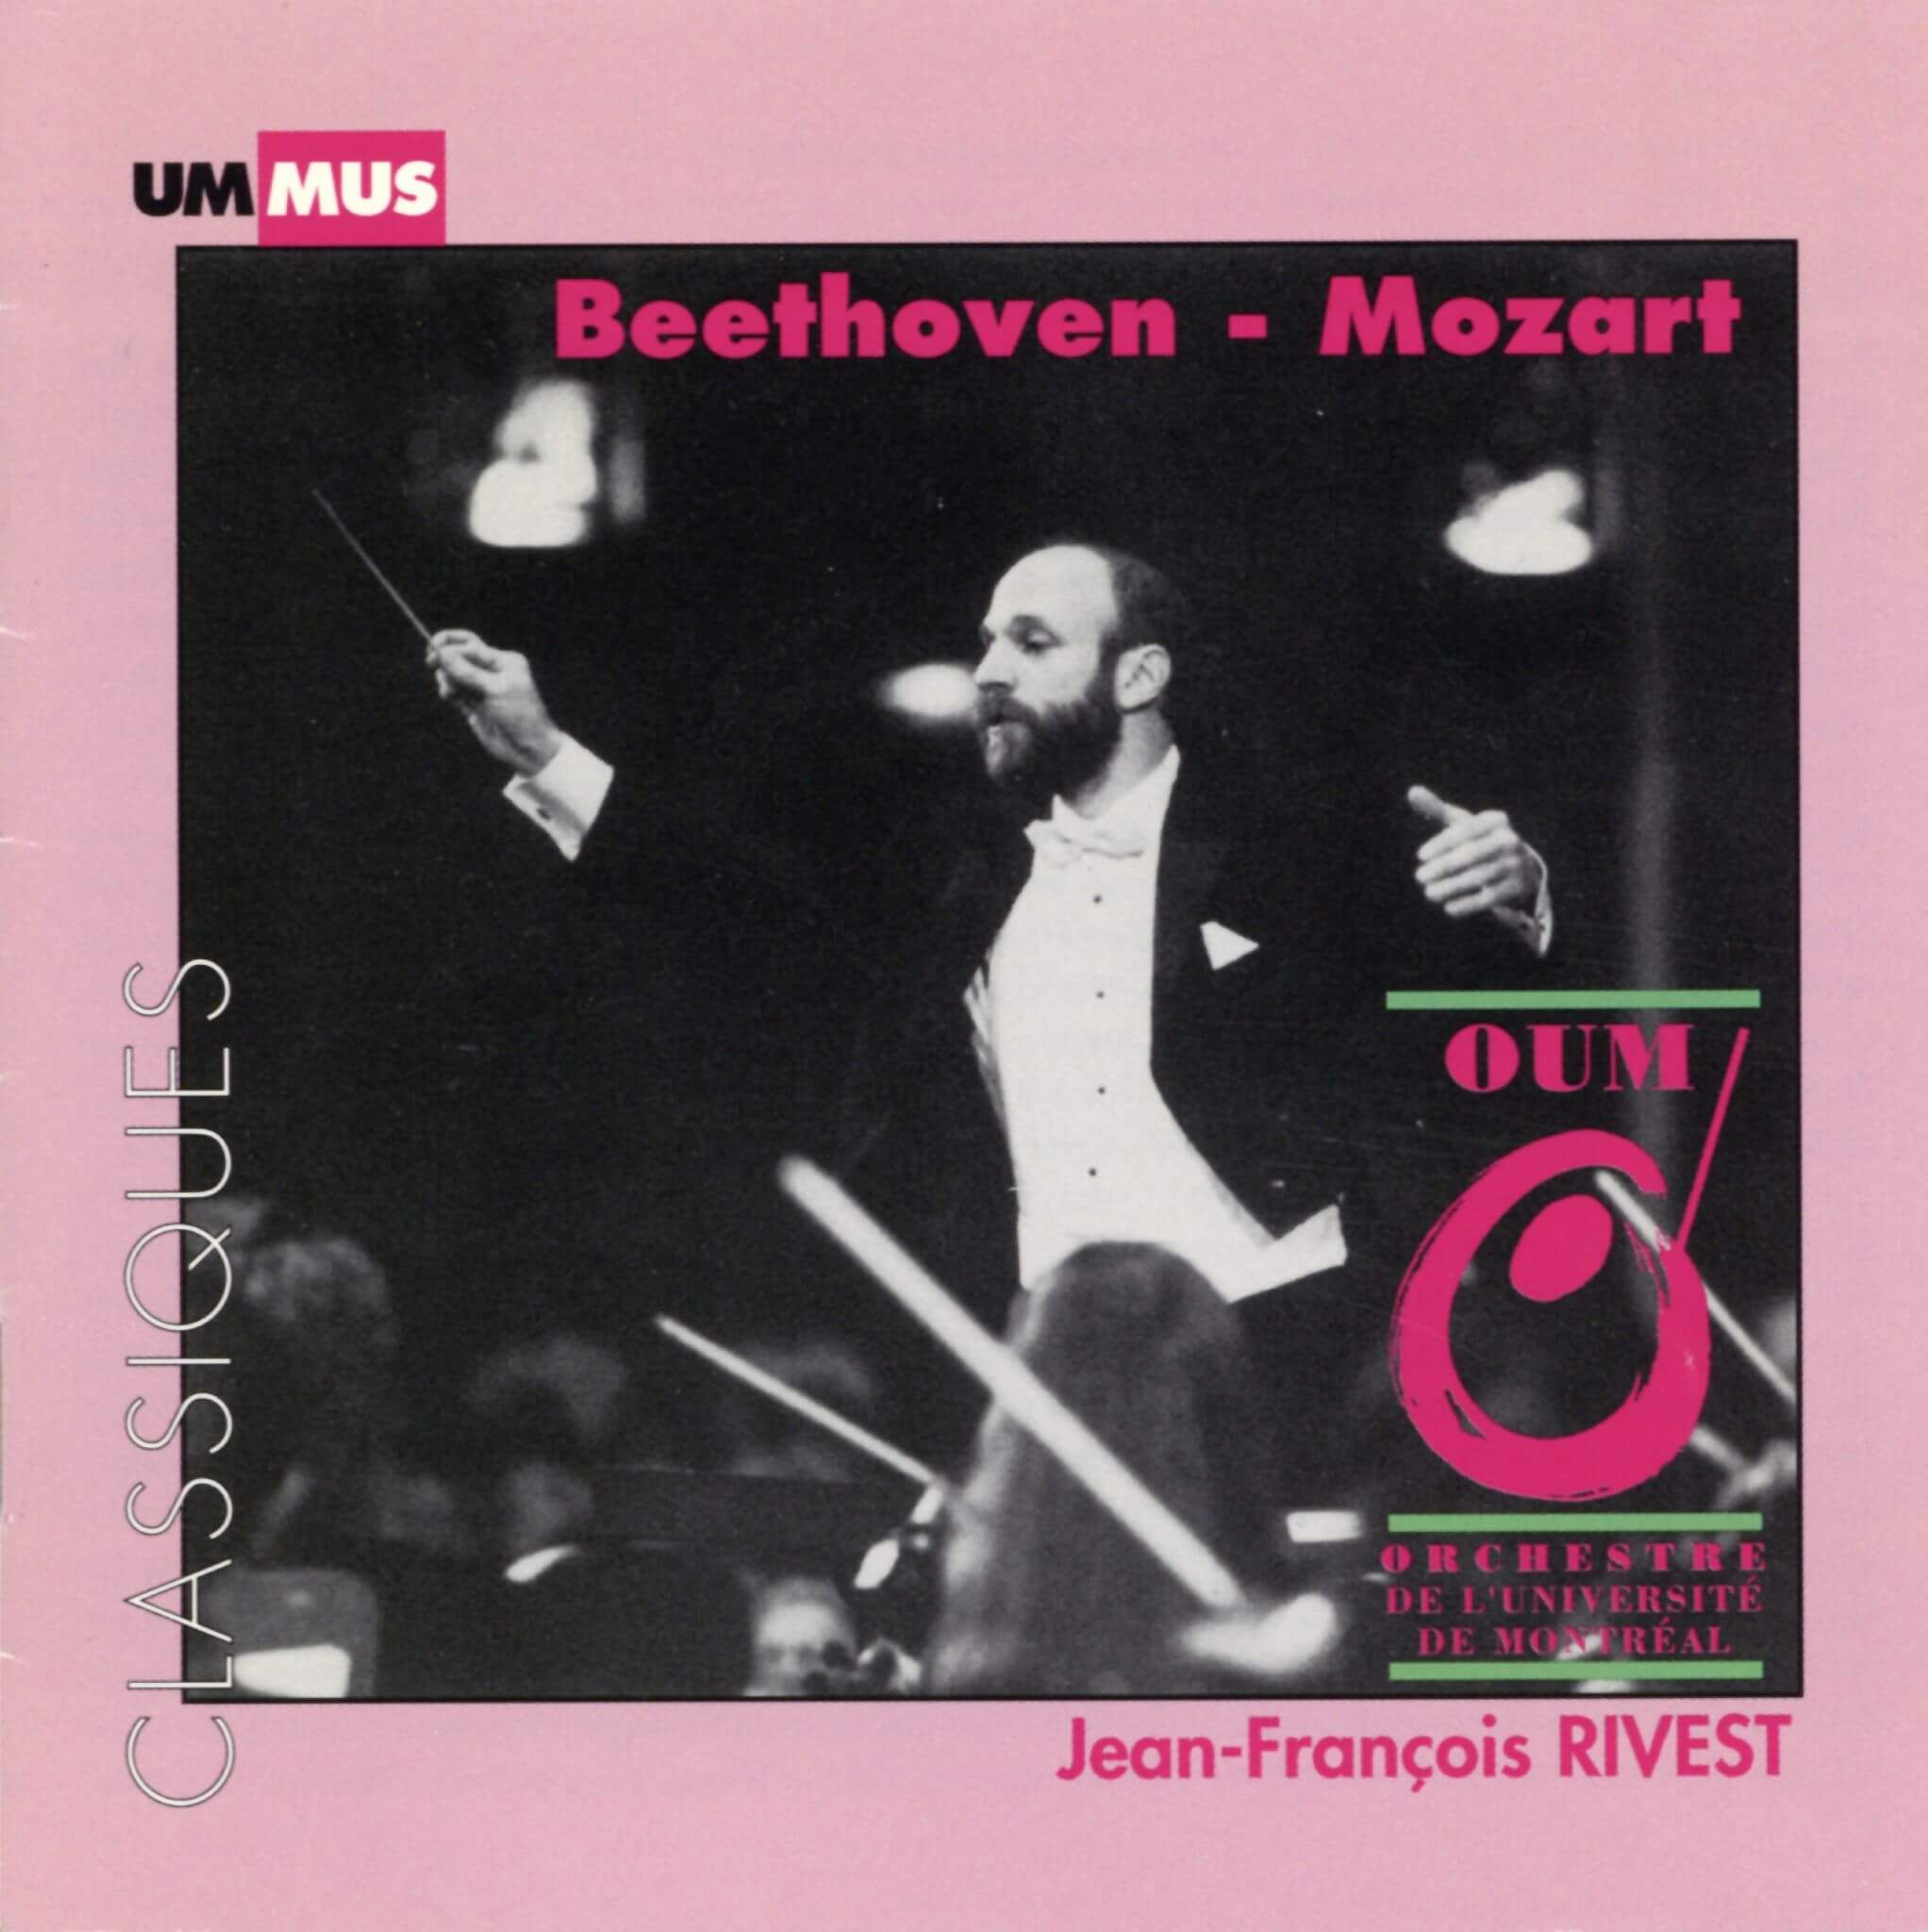 UM MUS
Beethoven - Mozart
CLASSIQUES
OUM
ORCHESTRE
DE L'UNIVERSITÉ
DE MONTRÉAL
Jean-François RIVEST